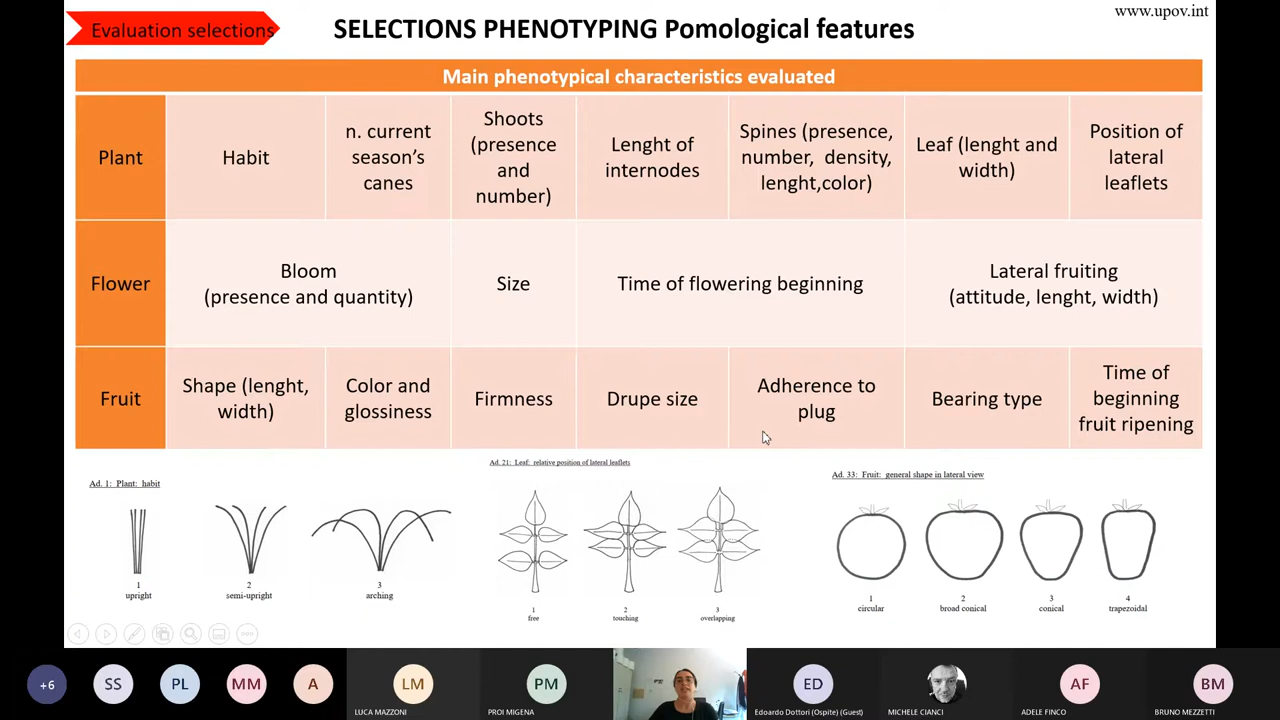 www.upov.int
Evaluation selections
SELECTIONS PHENOTYPING Pomological features
Main phenotypical characteristics evaluated
Plant
Habit
n. current
season's
canes
Shoots
(presence
and
number)
Lenght of
internodes
Spines (presence,
number, density,
lenght,color)
Leaf (lenght and
width)
Position of
lateral
leaflets
Flower
Bloom
(presence and quantity)
Size
Time of flowering beginning
Lateral fruiting
(attitude, lenght, width)
Fruit
Shape (lenght,
width)
Color and
glossiness
Firmness
Drupe size
Adherence to
plug
Bearing type
Time of
beginning
fruit ripening
Ad. 1: Plant: habit
1
upright
2
semi-upright
3
arching
Ad. 21: Leaf: relative position of lateral leaflets
1
free
2
touching
3
overlapping
Ad. 33: Fruit: general shape in lateral view
1
circular
2
broad conical
3
conical
4
trapezoidal
+6
SS
PL
MM
A
LM
LUCA MAZZONI
PM
PROI MIGENA
ED
Edoardo Dottori (Ospite) (Guest)
MICHELE CIANCI
AF
ADELE FINCO
BM
BRUNO MEZZETTI